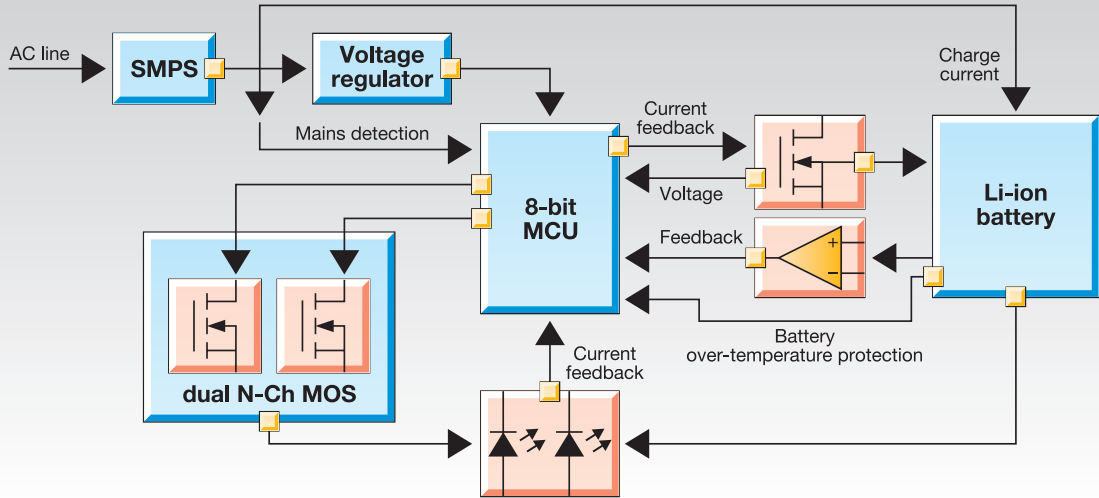 AC line
SMPS
Voltage
regulator
Charge
current
Mains detection
Current
feedback
8-bit
MCU
Voltage
Li-ion
battery
Feedback
+
−
Battery
over-temperature protection
dual N-Ch MOS
Current
feedback